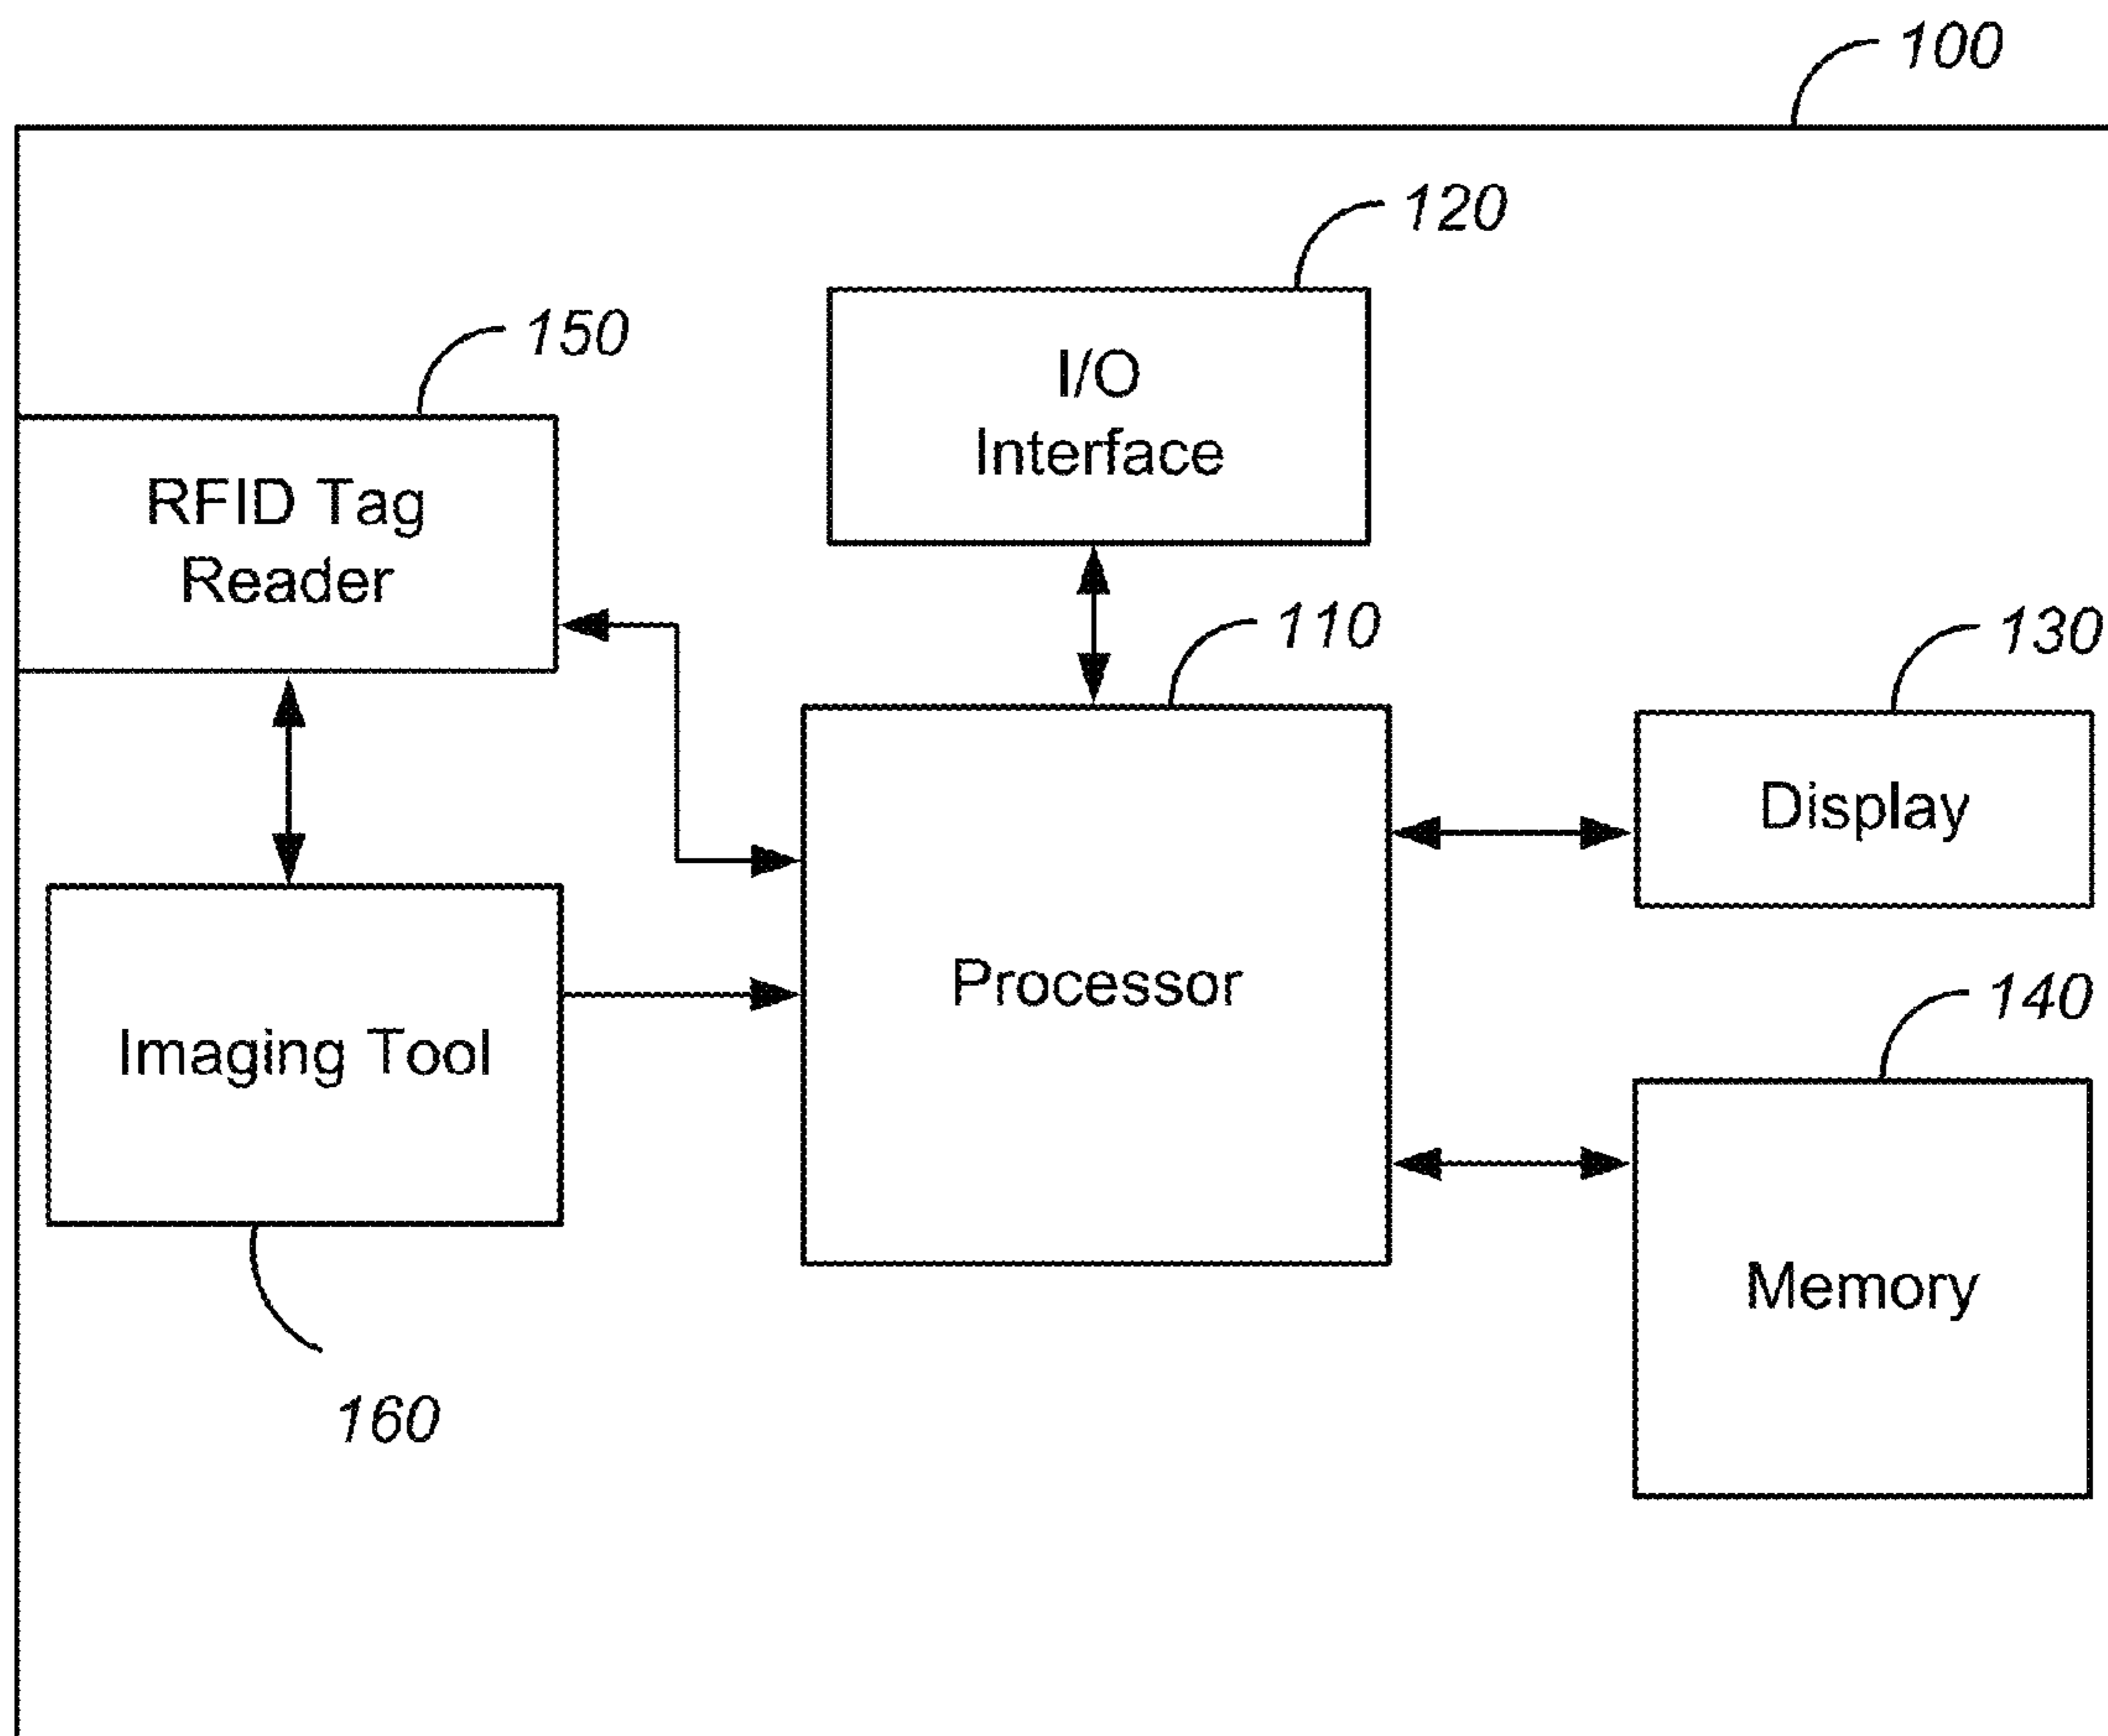 100
120
I/O
Interface
150
RFID Tag
Reader
110
Processor
130
Display
140
Memory
Imaging Tool
160